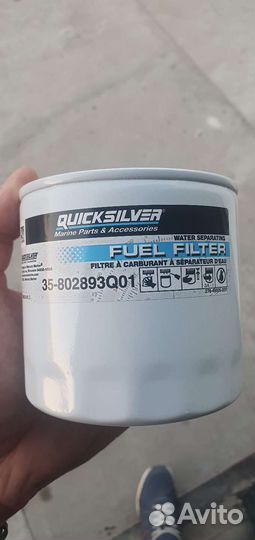 QUICKSILVER
Marine Parts & Accessories
WATER SEPARATING
FUEL FILTER
FILTRE À CARBURANT À SÉPARATEUR D'EAU
35-802893Q01
Avito